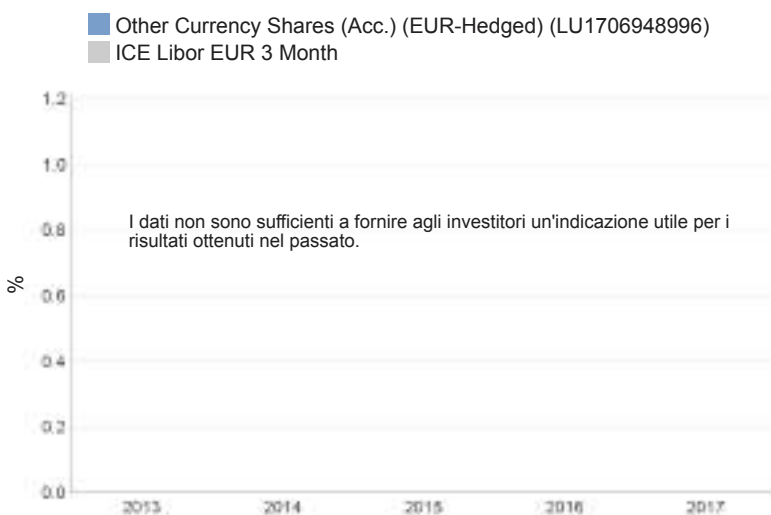 Other Currency Shares (Acc.) (EUR-Hedged) (LU1706948996)
ICE Libor EUR 3 Month
1.2
1.0
I dati non sono sufficienti a fornire agli investitori un'indicazione utile per i
0.8
risultati ottenuti nel passato.
%
0.6
0.4
0.2
0.0
2013 2014 2015 2016 2017